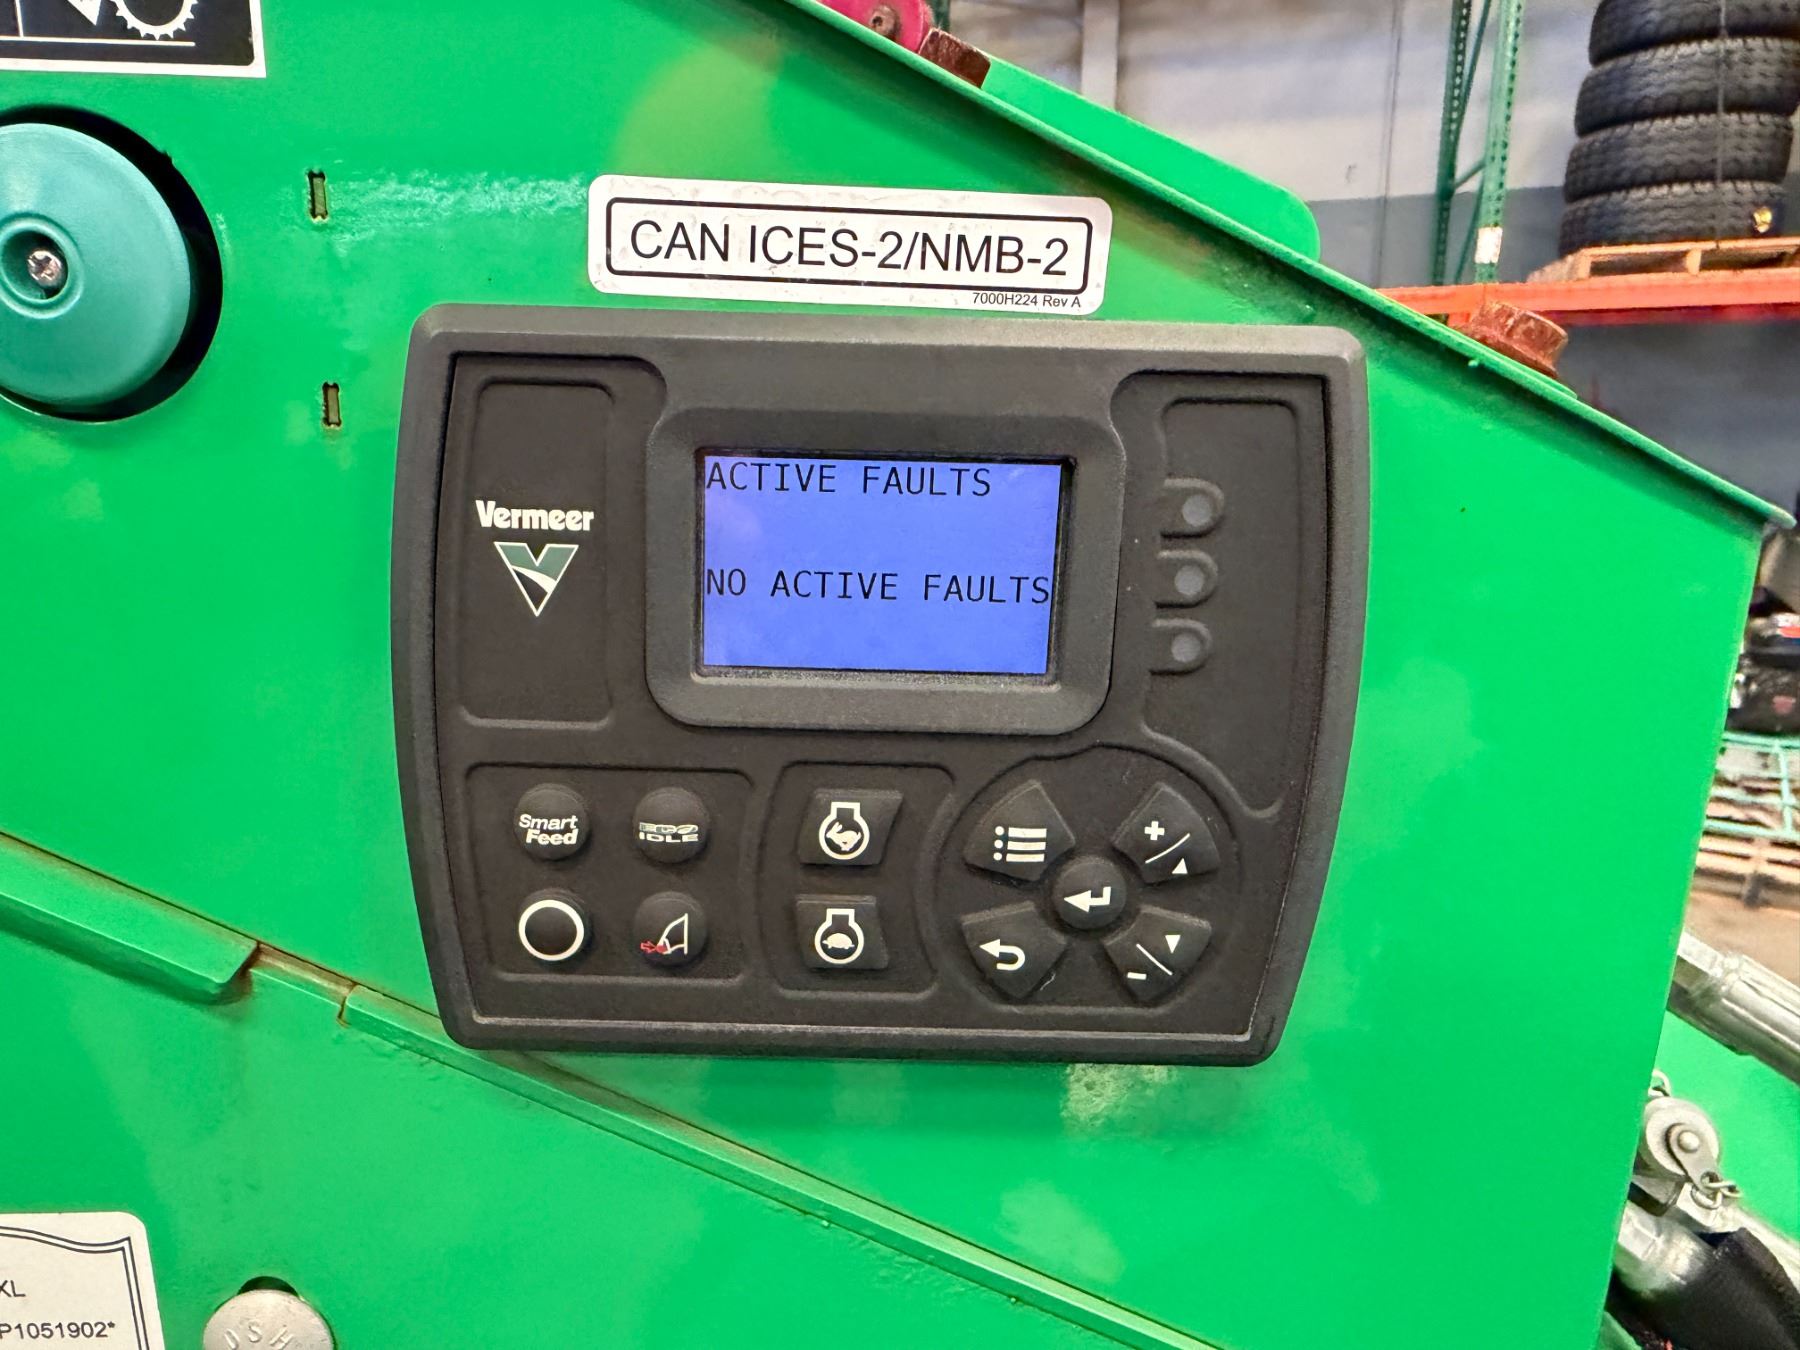 CAN ICES-2/NMB-2
7000H224 Rev A
Vermeer
ACTIVE FAULTS
NO ACTIVE FAULTS
Smart
Feed
ECO
IDLE
XL
P1051902*
USH